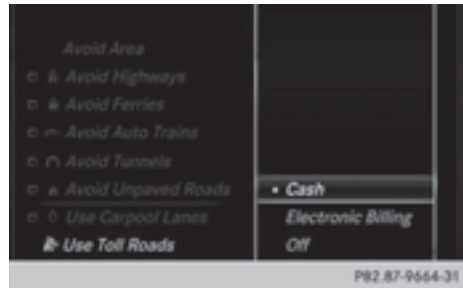 Avoid Area
Avoid Highways
Avoid Ferries
Avoid Auto Trains
Avoid Tunnels
Avoid Unpaved Roads
Use Carpool Lanes
Use Toll Roads
Cash
Electronic Billing
Off
P82.87-9664-31